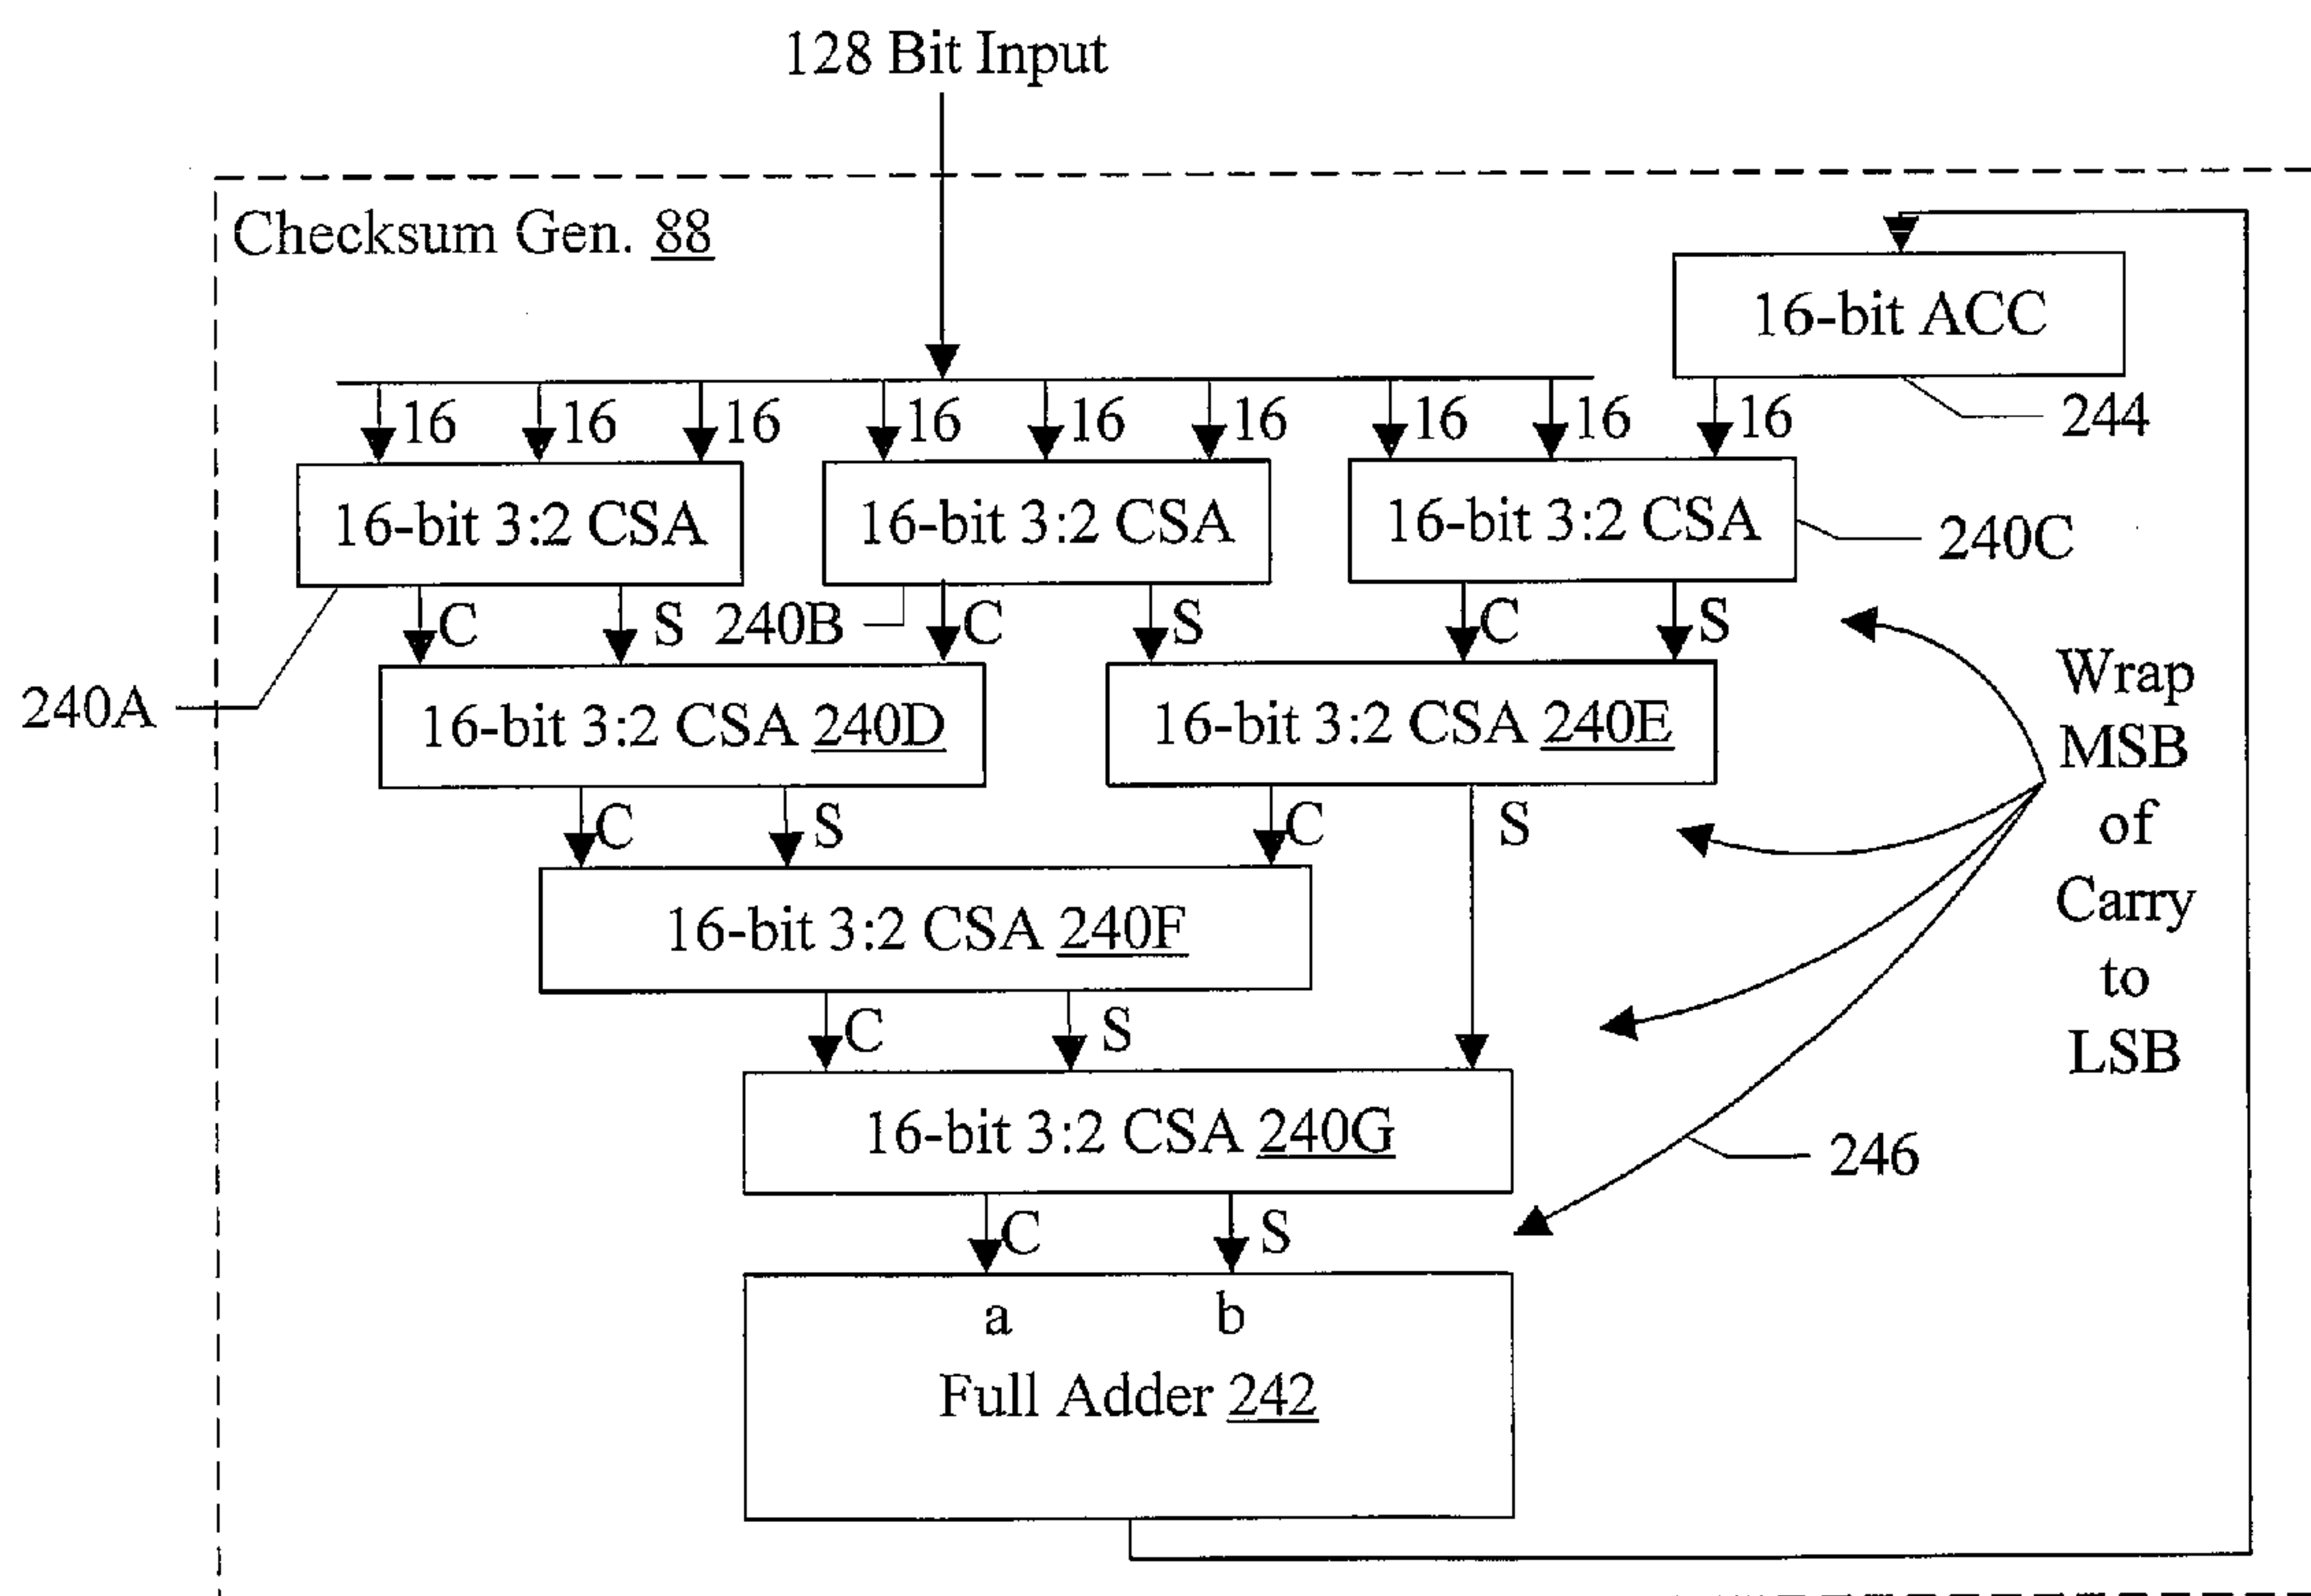 128 Bit Input
Checksum Gen. 88
16-bit ACC
244
16 16 16 16 16 16 16 16 16
16-bit 3:2 CSA
16-bit 3:2 CSA
16-bit 3:2 CSA
240C
C S 240B C S C S
240A
16-bit 3:2 CSA 240D
16-bit 3:2 CSA 240E
Wrap
MSB
of
Carry
to
LSB
C S C S
16-bit 3:2 CSA 240F
C S
16-bit 3:2 CSA 240G
246
C S
a b
Full Adder 242